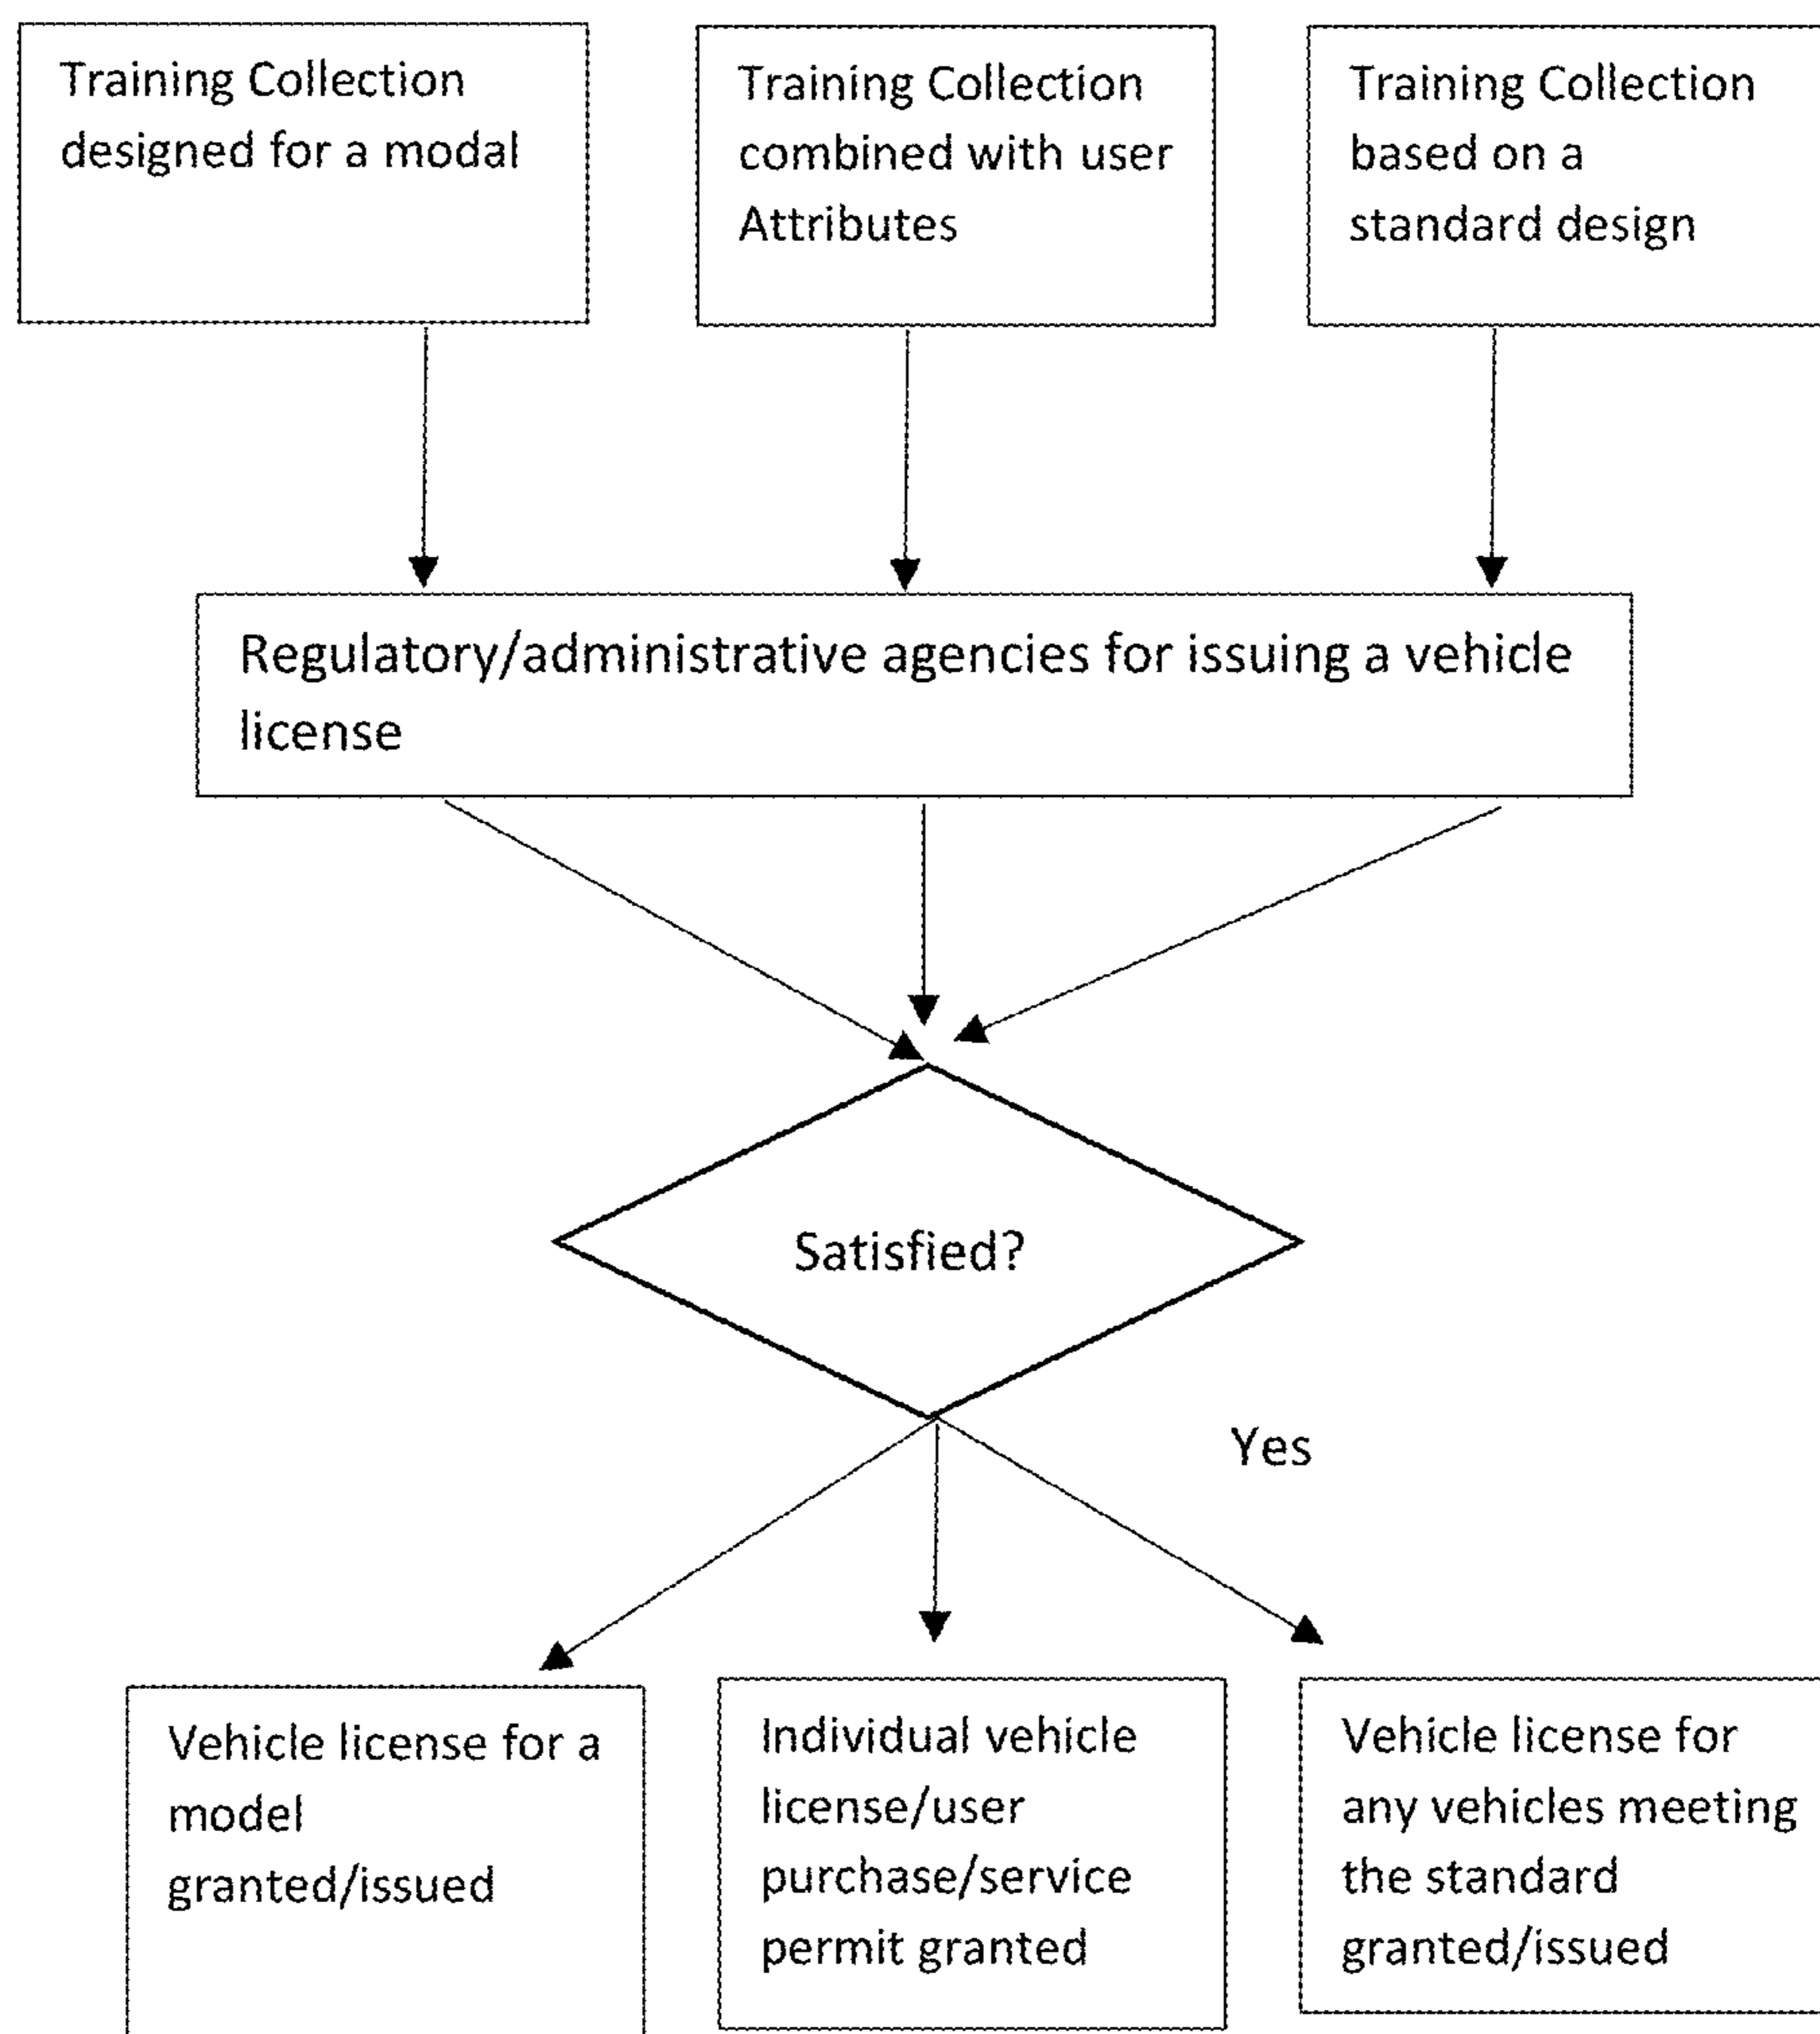 Training Collection
designed for a modal
Training Collection
combined with user
Attributes
Training Collection
based on a
standard design
Regulatory/administrative agencies for issuing a vehicle
license
Satisfied?
Yes
Vehicle license for a
model
granted/issued
Individual vehicle
license/user
purchase/service
permit granted
Vehicle license for
any vehicles meeting
the standard
granted/issued